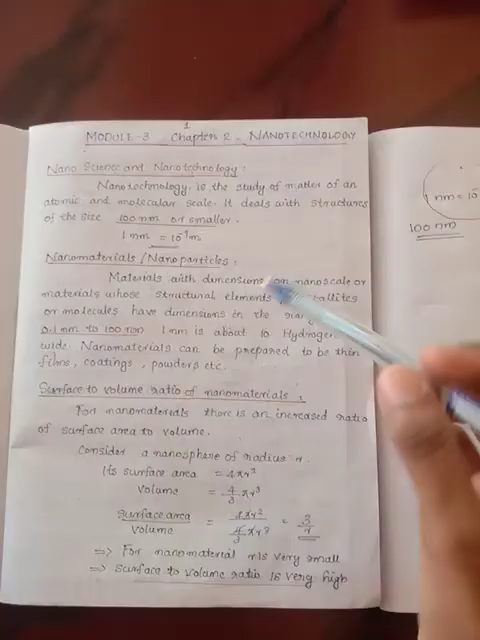 1
MODULE-3 Chapter 2 - NANOTECHNOLOGY
Nano Science and Nanotechnology:
Nanotechnology is the study of matter of an
atomic and molecular scale. It deals with structures
of the size 100 nm or smaller.
1 nm = 10⁻⁹m
Nanomaterials / Nanoparticles:
Materials with dimensions on nanoscale or
materials whose structural elements
or molecules have dimensions in the
0.1 nm to 100 nm 1nm is about 10 Hydrogen
wide. Nanomaterials can be prepared to be thin
films, coatings, powders etc.
Surface to volume ratio of nanomaterials:
For nanomaterials there is an increased ratio
of surface area to volume.
Consider a nanosphere of radius r.
Its surface area = 4πr²
Volume = 4/3 πr³
Surface area / Volume = 4πr² / 4/3 πr³ = 3/r
=> For nanomaterial r is very small
=> Surface to volume ratio is very high
1 nm = 10
100 nm